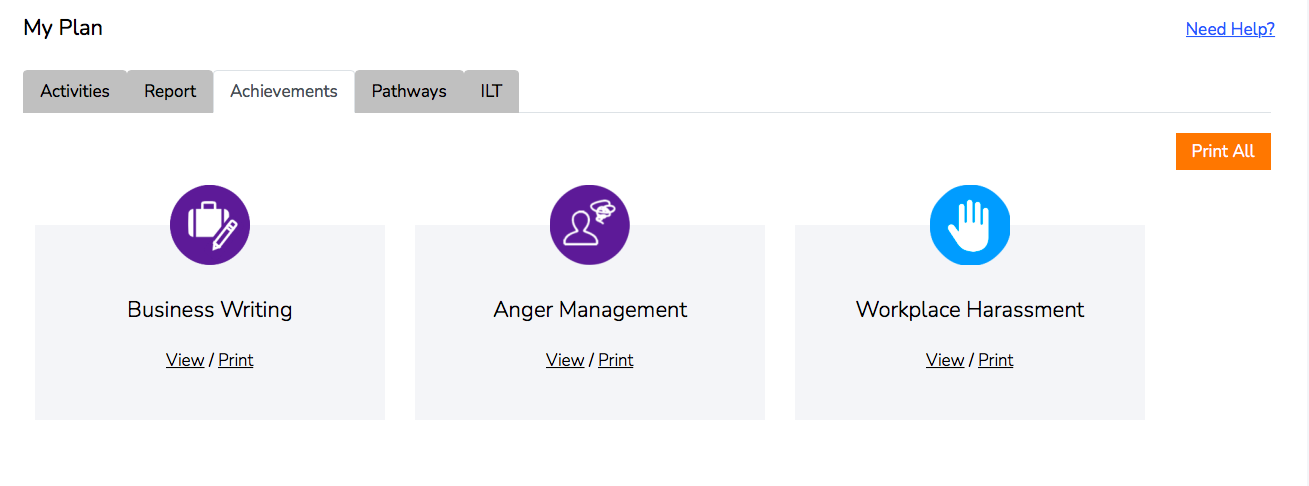 My Plan
Need Help?
Activities Report Achievements Pathways ILT
Print All
Business Writing
View / Print
Anger Management
View / Print
Workplace Harassment
View / Print